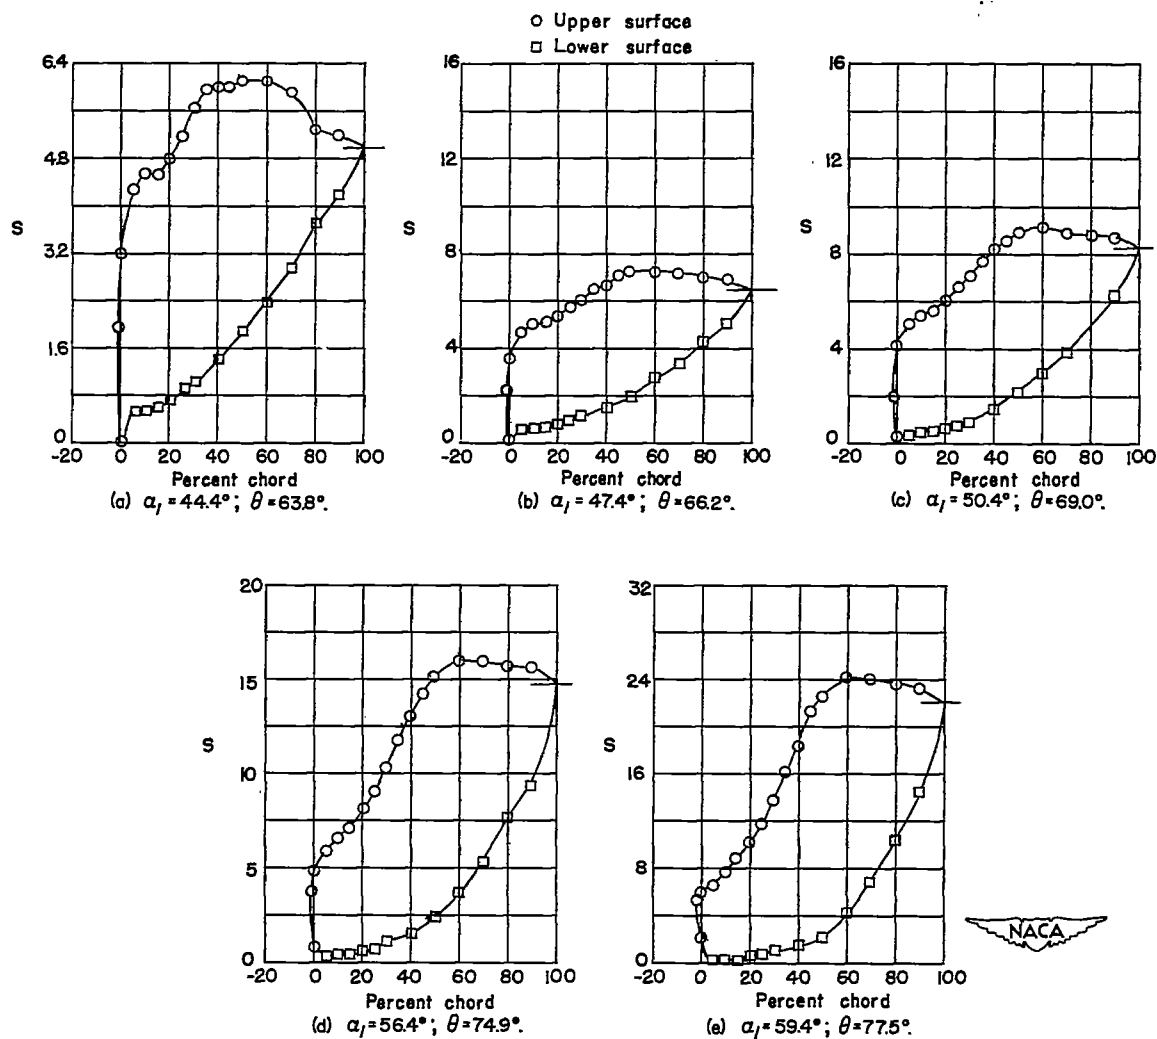 ○ Upper surface
□ Lower surface
6.4
4.8
3.2
1.6
0
S
-20 0 20 40 60 80 100
Percent chord
(a) α₁ = 44.4°; θ = 63.8°.
16
12
8
4
0
S
-20 0 20 40 60 80 100
Percent chord
(b) α₁ = 47.4°; θ = 66.2°.
16
12
8
4
0
S
-20 0 20 40 60 80 100
Percent chord
(c) α₁ = 50.4°; θ = 69.0°.
20
15
10
5
0
S
-20 0 20 40 60 80 100
Percent chord
(d) α₁ = 56.4°; θ = 74.9°.
32
24
16
8
0
S
-20 0 20 40 60 80 100
Percent chord
(e) α₁ = 59.4°; θ = 77.5°.
NACA